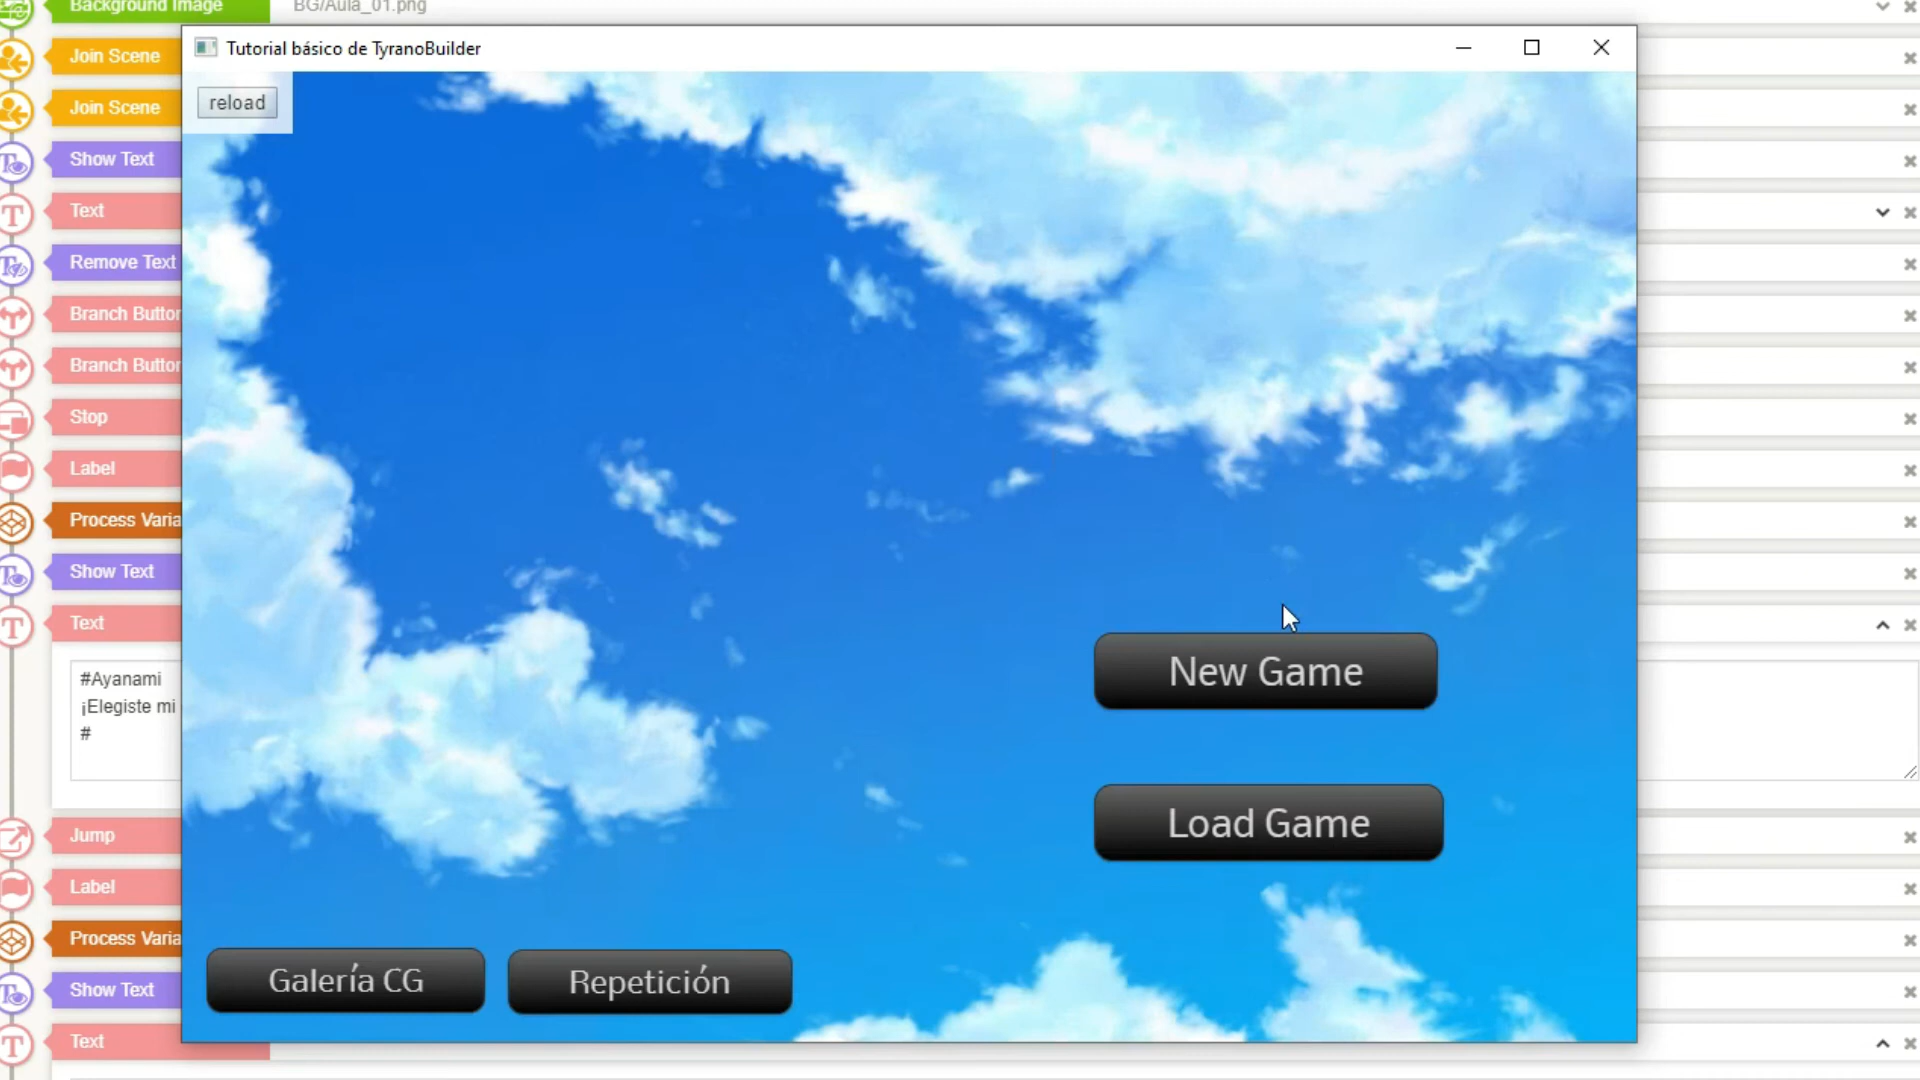 Background Image
BG/Aula_01.png
Tutorial básico de TyranoBuilder
reload
Join Scene
Join Scene
Show Text
Text
Remove Text
Branch Button
Branch Button
Stop
Label
Process Varia
Show Text
Text
#Ayanami
¡Elegiste mi
#
Jump
Label
Process Varia
Show Text
Text
New Game
Load Game
Galería CG
Repetición